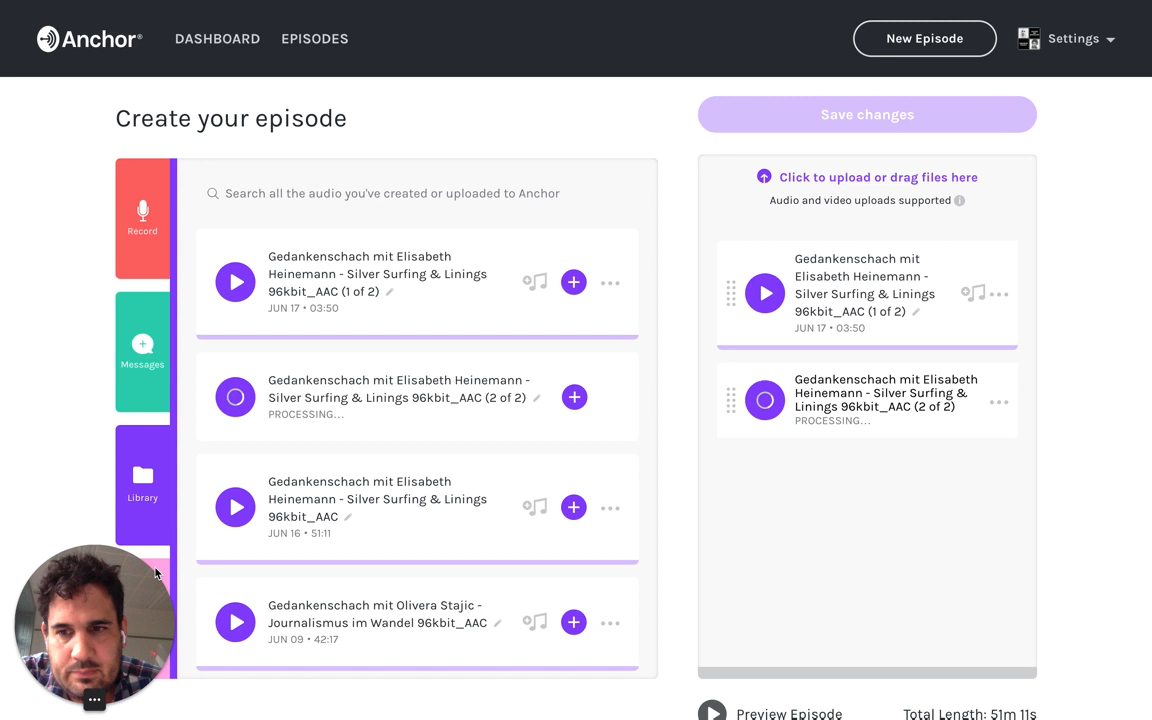 Anchor®
DASHBOARD
EPISODES
New Episode
Settings
Create your episode
Save changes
Record
Messages
Library
Search all the audio you've created or uploaded to Anchor
Gedankenschach mit Elisabeth
Heinemann - Silver Surfing & Linings
96kbit_AAC (1 of 2)
JUN 17 • 03:50
Gedankenschach mit Elisabeth Heinemann -
Silver Surfing & Linings 96kbit_AAC (2 of 2)
PROCESSING...
Gedankenschach mit Elisabeth
Heinemann - Silver Surfing & Linings
96kbit_AAC
JUN 16 • 51:11
Gedankenschach mit Olivera Stajic -
Journalismus im Wandel 96kbit_AAC
JUN 09 • 42:17
Click to upload or drag files here
Audio and video uploads supported
Gedankenschach mit
Elisabeth Heinemann -
Silver Surfing & Linings
96kbit_AAC (1 of 2)
JUN 17 • 03:50
Gedankenschach mit Elisabeth
Heinemann - Silver Surfing &
Linings 96kbit_AAC (2 of 2)
PROCESSING...
Preview Episode
Total Length: 51m 11s